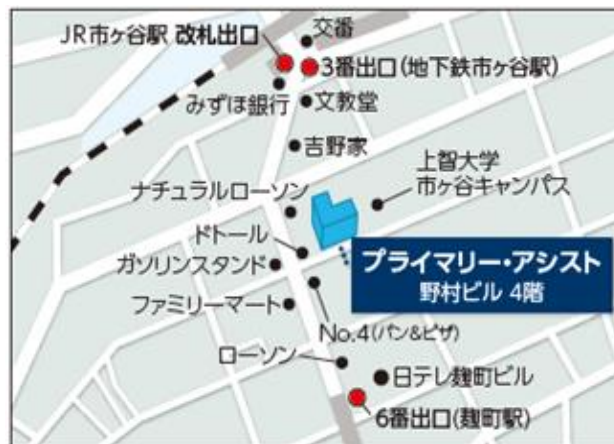 JR市ヶ谷駅 改札出口
交番
3番出口(地下鉄市ヶ谷駅)
みずほ銀行
文教堂
吉野家
上智大学
市ヶ谷キャンパス
ナチュラルローソン
ドトール
ガソリンスタンド
プライマリー・アシスト
野村ビル 4階
ファミリーマート
No.4(パン&ピザ)
ローソン
日テレ麹町ビル
6番出口(麹町駅)